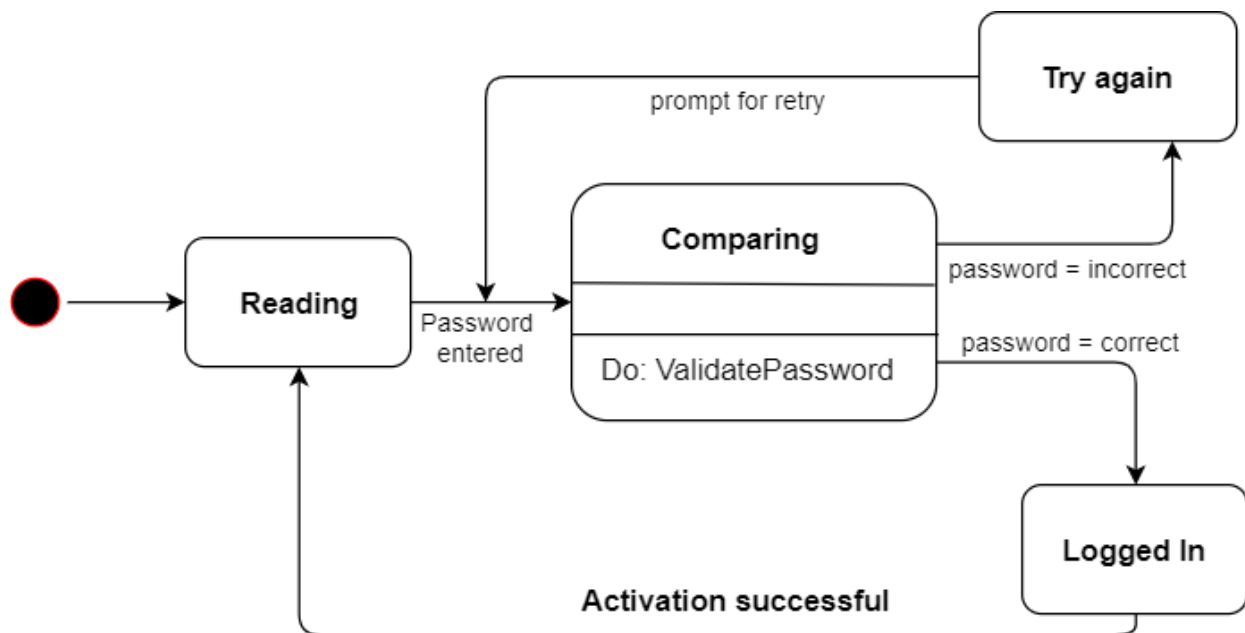 Try again
prompt for retry
Comparing
password = incorrect
Reading
Password
entered
password = correct
Do: ValidatePassword
Logged In
Activation successful